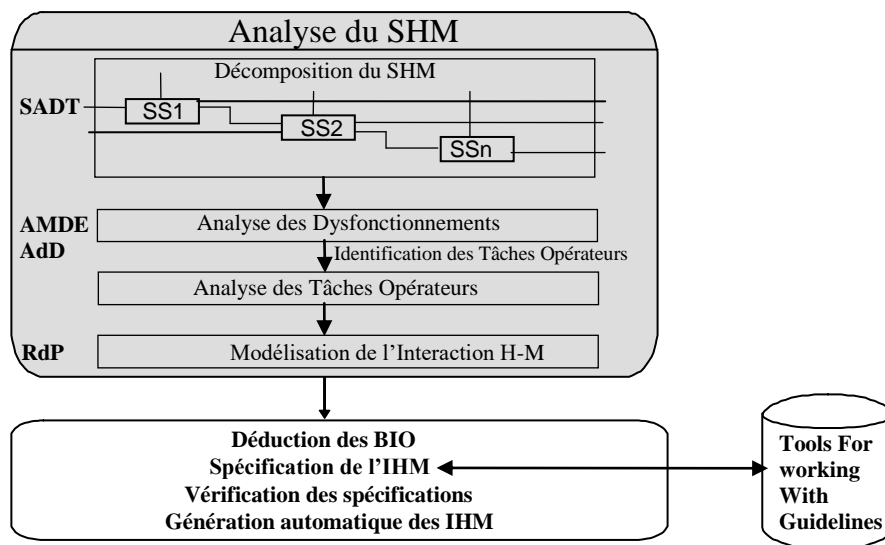 Analyse du SHM
Décomposition du SHM
SADT
SS1
SS2
SSn
AMDE
AdD
Analyse des Dysfonctionnements
Identification des Tâches Opérateurs
Analyse des Tâches Opérateurs
RdP
Modélisation de l'Interaction H-M
Déduction des BIO
Spécification de l'IHM
Vérification des spécifications
Génération automatique des IHM
Tools For
working
With
Guidelines